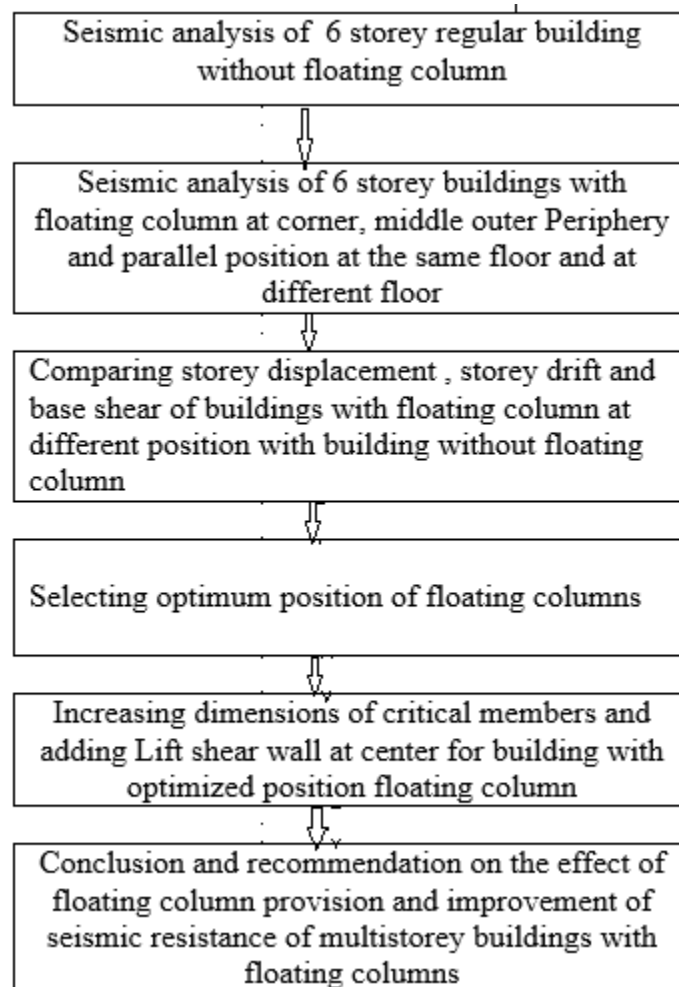 Seismic analysis of 6 storey regular building
without floating column
Seismic analysis of 6 storey buildings with
floating column at corner, middle outer Periphery
and parallel position at the same floor and at
different floor
Comparing storey displacement , storey drift and
base shear of buildings with floating column at
different position with building without floating
column
Selecting optimum position of floating columns
Increasing dimensions of critical members and
adding Lift shear wall at center for building with
optimized position floating column
Conclusion and recommendation on the effect of
floating column provision and improvement of
seismic resistance of multistorey buildings with
floating columns